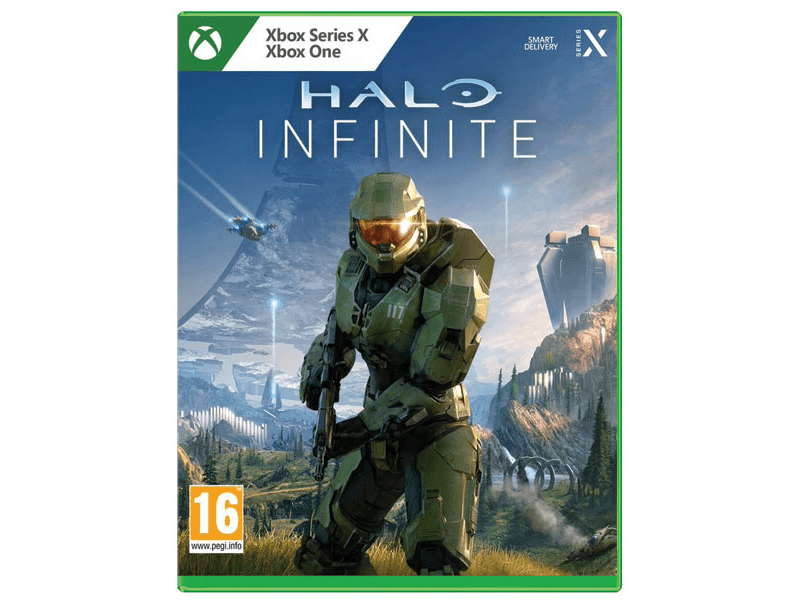 Xbox Series X
Xbox One
SMART
DELIVERY
SERIES X
HALO
INFINITE
117
16
www.pegi.info